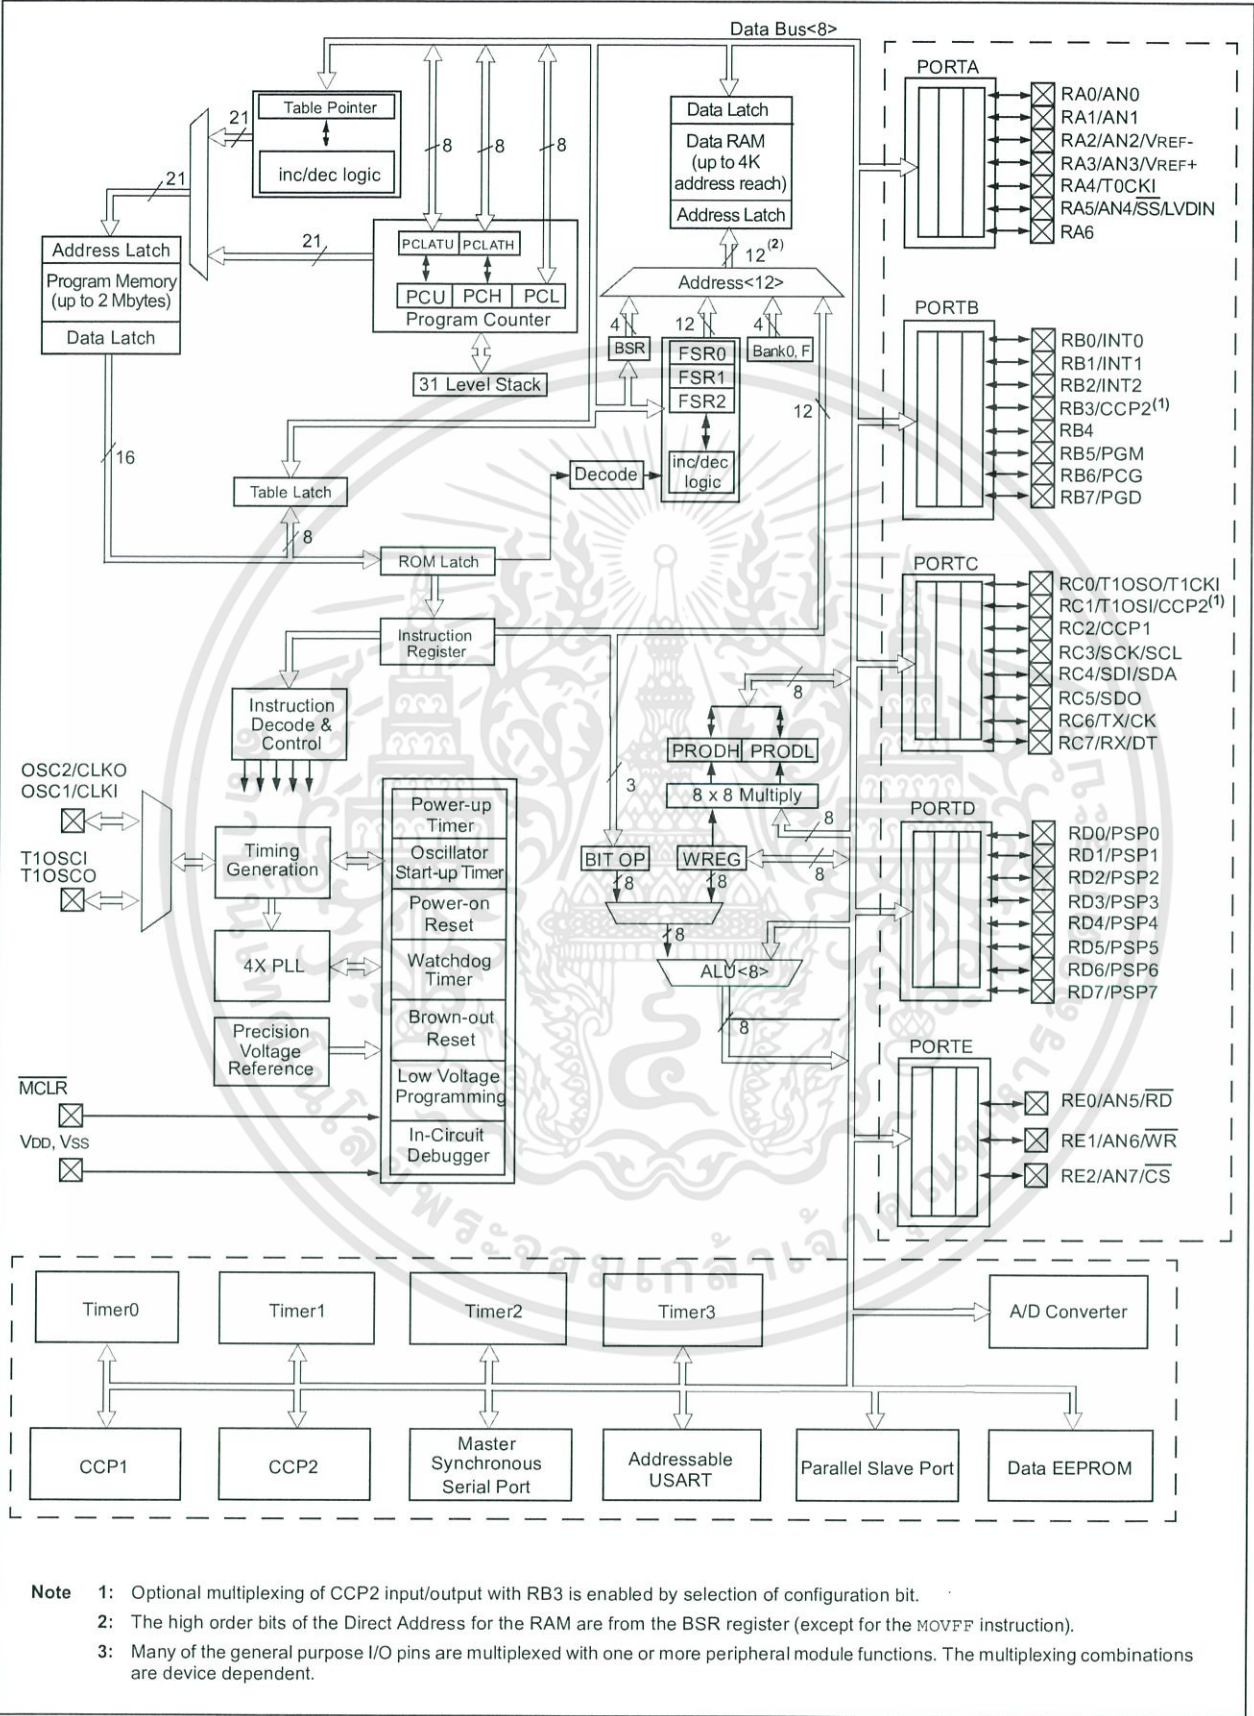 Data Bus<8>
Table Pointer
inc/dec logic
21
21
21
8
8
8
Data Latch
Data RAM
(up to 4K
address reach)
Address Latch
12(2)
Address<12>
4
12
4
BSR
FSR0
FSR1
FSR2
Bank0, F
inc/dec
logic
12
Address Latch
Program Memory
(up to 2 Mbytes)
Data Latch
PCLATU PCLATH
PCU PCH PCL
Program Counter
31 Level Stack
16
Table Latch
8
Decode
ROM Latch
Instruction
Register
Instruction
Decode &
Control
OSC2/CLKO
OSC1/CLKI
T1OSCI
T1OSCO
Timing
Generation
4X PLL
Precision
Voltage
Reference
MCLR
VDD, VSS
Power-up
Timer
Oscillator
Start-up Timer
Power-on
Reset
Watchdog
Timer
Brown-out
Reset
Low Voltage
Programming
In-Circuit
Debugger
3
8
PRODH PRODL
8 x 8 Multiply
8
BIT OP
WREG
8
8
8
8
ALU<8>
8
PORTA
RA0/AN0
RA1/AN1
RA2/AN2/VREF-
RA3/AN3/VREF+
RA4/T0CKI
RA5/AN4/SS/LVDIN
RA6
PORTB
RB0/INT0
RB1/INT1
RB2/INT2
RB3/CCP2(1)
RB4
RB5/PGM
RB6/PCG
RB7/PGD
PORTC
RC0/T1OSO/T1CKI
RC1/T1OSI/CCP2(1)
RC2/CCP1
RC3/SCK/SCL
RC4/SDI/SDA
RC5/SDO
RC6/TX/CK
RC7/RX/DT
PORTD
RD0/PSP0
RD1/PSP1
RD2/PSP2
RD3/PSP3
RD4/PSP4
RD5/PSP5
RD6/PSP6
RD7/PSP7
PORTE
RE0/AN5/RD
RE1/AN6/WR
RE2/AN7/CS
Timer0
Timer1
Timer2
Timer3
A/D Converter
CCP1
CCP2
Master
Synchronous
Serial Port
Addressable
USART
Parallel Slave Port
Data EEPROM
Note 1: Optional multiplexing of CCP2 input/output with RB3 is enabled by selection of configuration bit.
2: The high order bits of the Direct Address for the RAM are from the BSR register (except for the MOVFF instruction).
3: Many of the general purpose I/O pins are multiplexed with one or more peripheral module functions. The multiplexing combinations
are device dependent.